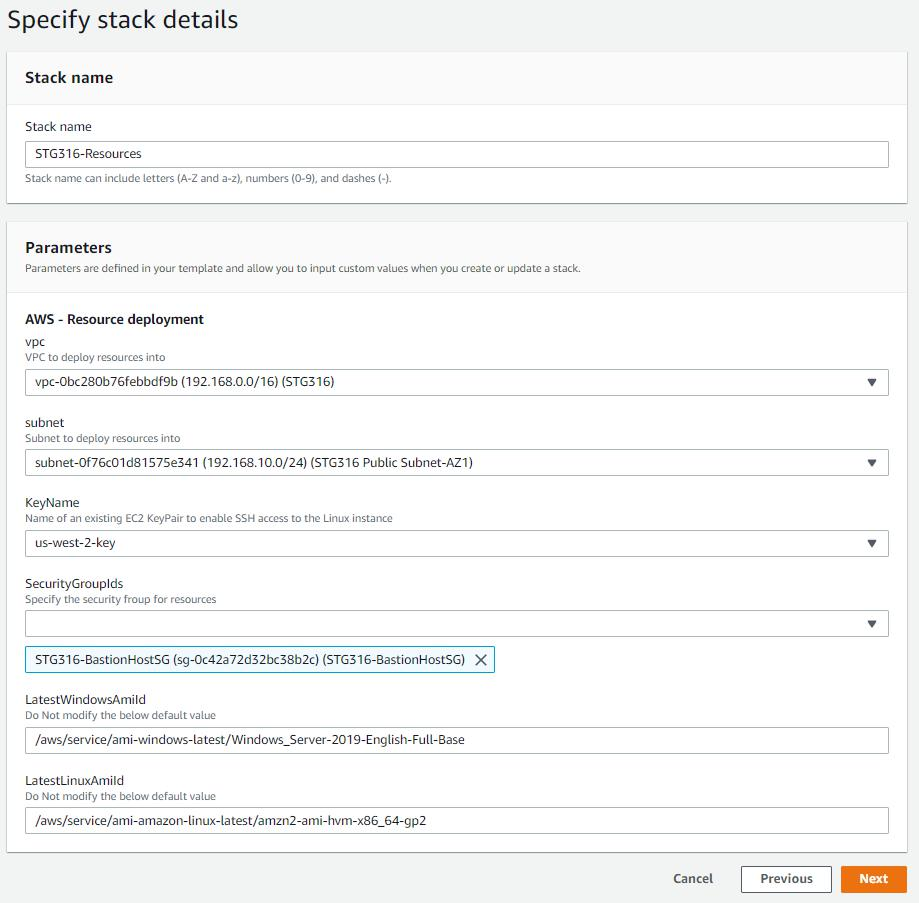 Specify stack details
Stack name
Stack name
STG316-Resources
Stack name can include letters (A-Z and a-z), numbers (0-9), and dashes (-).
Parameters
Parameters are defined in your template and allow you to input custom values when you create or update a stack.
AWS - Resource deployment
vpc
VPC to deploy resources into
vpc-0bc280b76febbdf9b (192.168.0.0/16) (STG316)
subnet
Subnet to deploy resources into
subnet-0f76c01d81575e341 (192.168.10.0/24) (STG316 Public Subnet-AZ1)
KeyName
Name of an existing EC2 KeyPair to enable SSH access to the Linux instance
us-west-2-key
SecurityGroupIds
Specify the security froup for resources
STG316-BastionHostSG (sg-0c42a72d32bc38b2c) (STG316-BastionHostSG)
LatestWindowsAmiId
Do Not modify the below default value
/aws/service/ami-windows-latest/Windows_Server-2019-English-Full-Base
LatestLinuxAmiId
Do Not modify the below default value
/aws/service/ami-amazon-linux-latest/amzn2-ami-hvm-x86_64-gp2
Cancel Previous Next